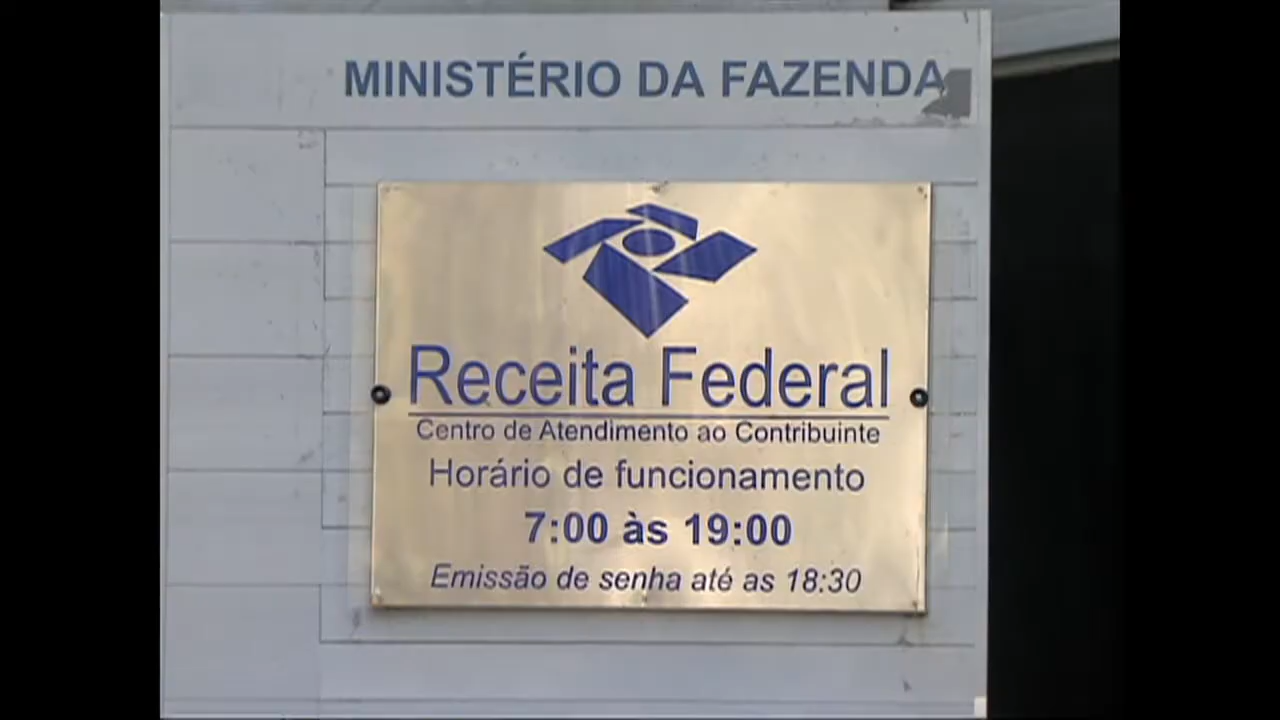 MINISTÉRIO DA FAZENDA
Receita Federal
Centro de Atendimento ao Contribuinte
Horário de funcionamento
7:00 às 19:00
Emissão de senha até as 18:30